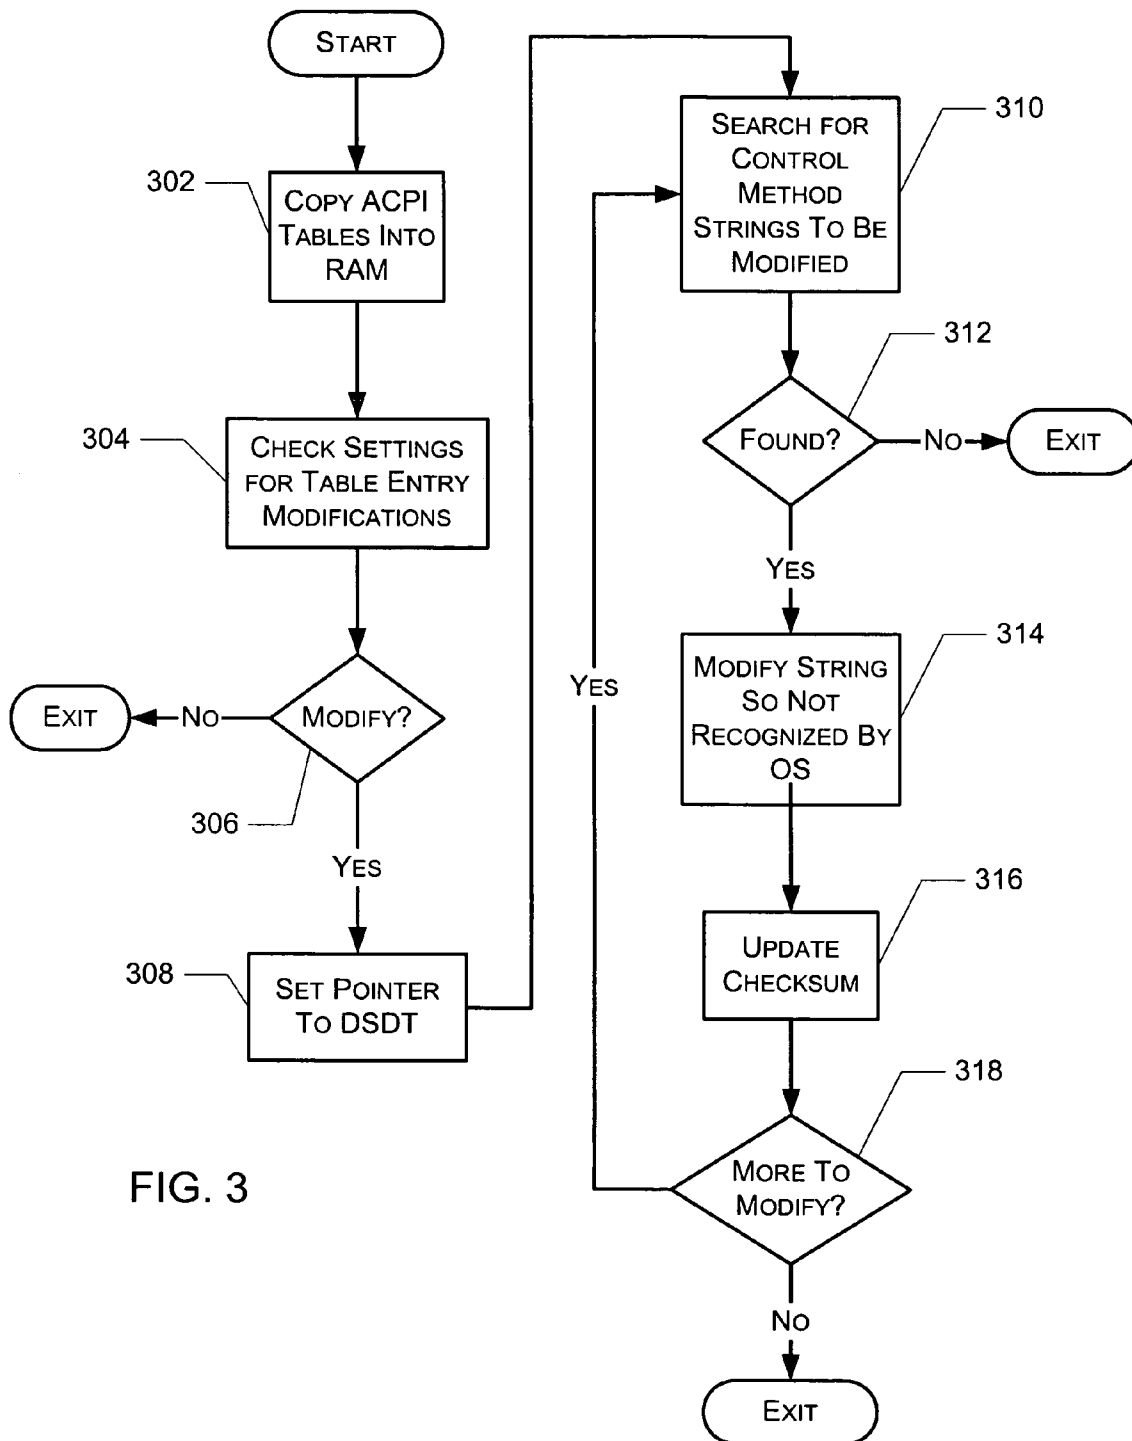 START
302
COPY ACPI
TABLES INTO
RAM
304
CHECK SETTINGS
FOR TABLE ENTRY
MODIFICATIONS
MODIFY?
NO
EXIT
306
YES
308
SET POINTER
TO DSDT
310
SEARCH FOR
CONTROL
METHOD
STRINGS TO BE
MODIFIED
312
FOUND?
NO
EXIT
YES
314
MODIFY STRING
SO NOT
RECOGNIZED BY
OS
316
UPDATE
CHECKSUM
318
MORE TO
MODIFY?
YES
NO
EXIT
FIG. 3